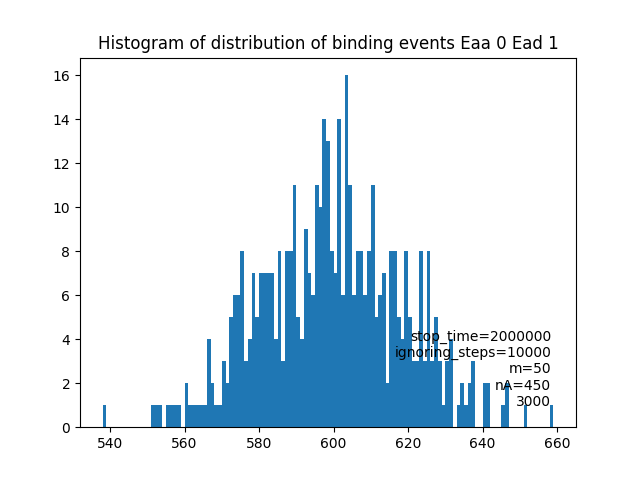 Histogram of distribution of binding events Eaa 0 Ead 1
16
14
12
10
8
6
4
2
0
stop_time=2000000
ignoring_steps=10000
m=50
nA=450
3000
540 560 580 600 620 640 660